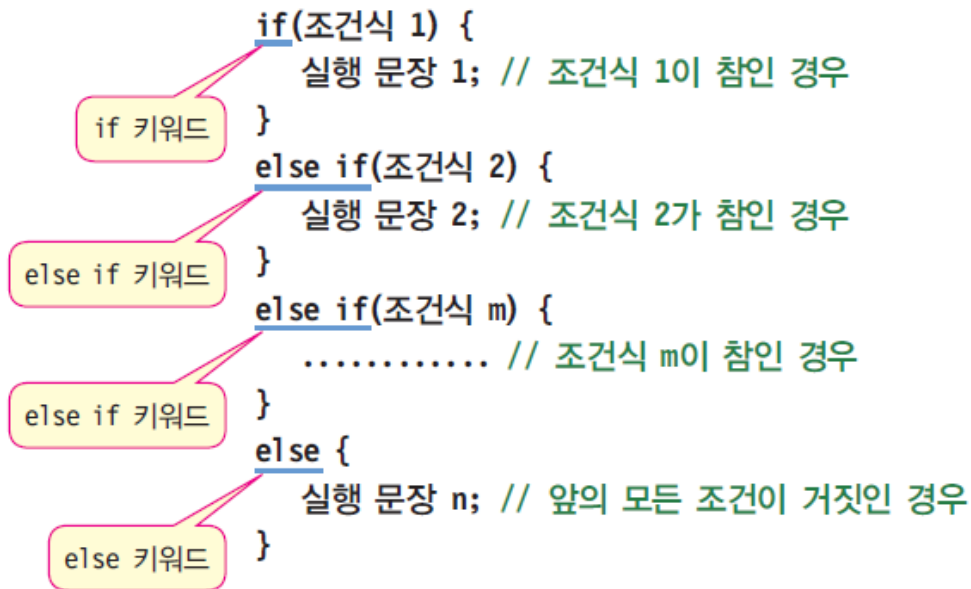 if(조건식 1) {
실행 문장 1; // 조건식 1이 참인 경우
if 키워드
}
else if(조건식 2) {
실행 문장 2; // 조건식 2가 참인 경우
else if 키워드
}
else if(조건식 m) {
............ // 조건식 m이 참인 경우
else if 키워드
}
else {
실행 문장 n; // 앞의 모든 조건이 거짓인 경우
else 키워드
}